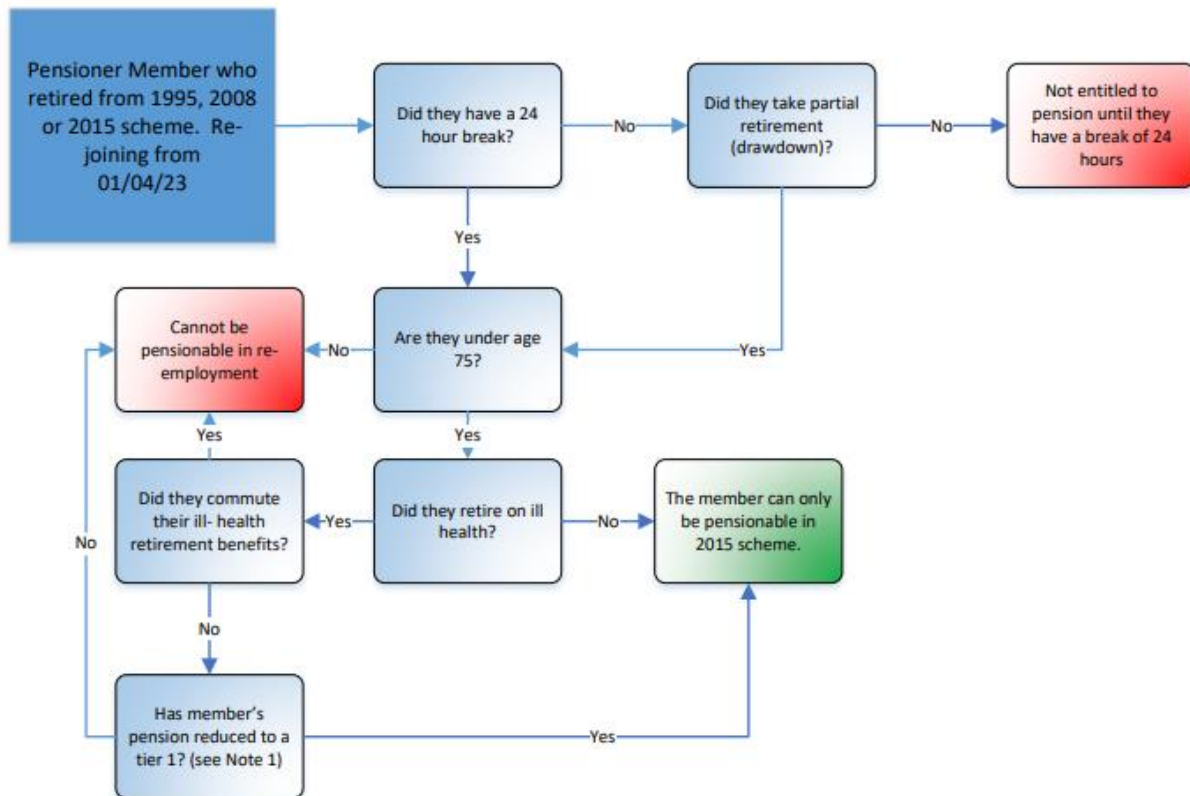 Pensioner Member who
retired from 1995, 2008
or 2015 scheme. Re-
joining from
01/04/23
Did they have a 24
hour break?
No
Did they take partial
retirement
(drawdown)?
No
Not entitled to
pension until they
have a break of 24
hours
Yes
Cannot be
pensionable in re-
employment
No
Are they under age
75?
Yes
Yes
Yes
Did they commute
their ill- health
retirement benefits?
Yes
Did they retire on ill
health?
No
The member can only
be pensionable in
2015 scheme.
No
No
Has member's
pension reduced to a
tier 1? (see Note 1)
Yes